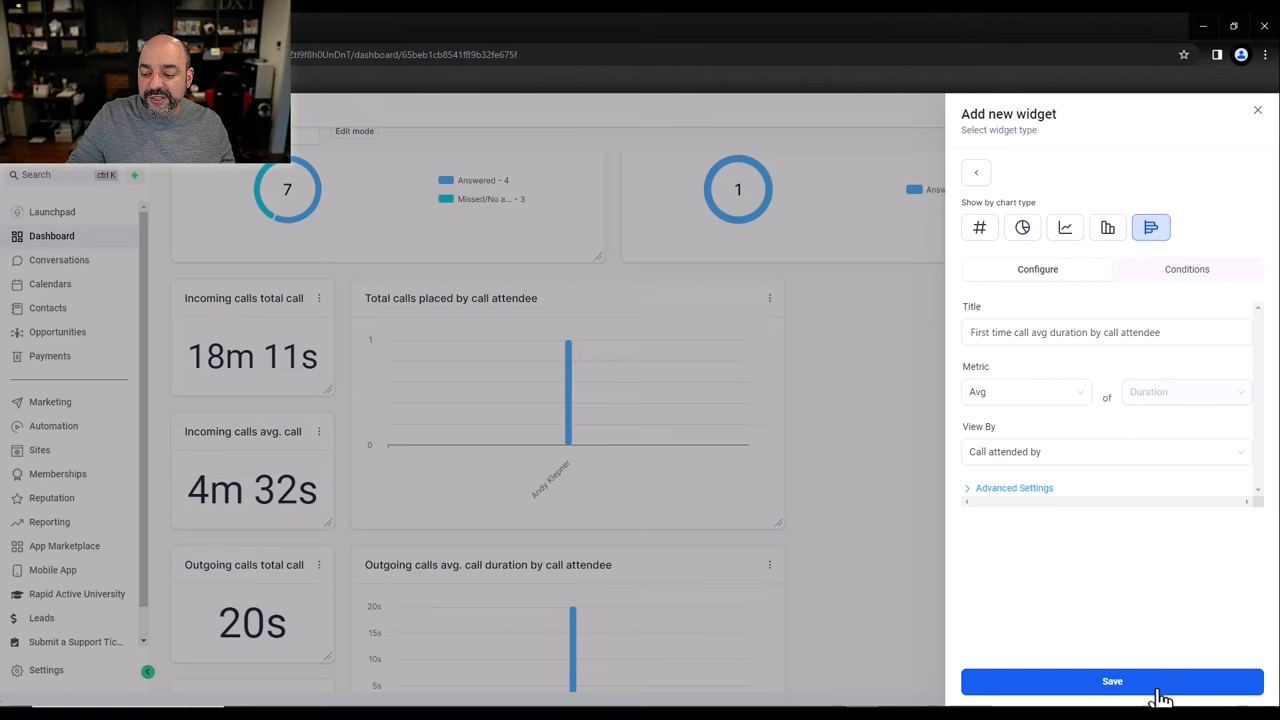 DXT
Ztl9f8h0UnDnT/dashboard/65beb1cb8541f89b32fe675f
Edit mode
Search
ctrl K
Launchpad
Dashboard
Conversations
Calendars
Contacts
Opportunities
Payments
Marketing
Automation
Sites
Memberships
Reputation
Reporting
App Marketplace
Mobile App
Rapid Active University
Leads
Submit a Support Tic...
Settings
7
Answered - 4
Missed/No a... - 3
1
Answ
Incoming calls total call
18m 11s
Total calls placed by call attendee
1
0
Andy Klepner
Incoming calls avg. call
4m 32s
Outgoing calls total call
20s
Outgoing calls avg. call duration by call attendee
20s
15s
10s
5s
Add new widget
Select widget type
Show by chart type
Configure
Conditions
Title
First time call avg duration by call attendee
Metric
Avg
of
Duration
View By
Call attended by
Advanced Settings
Save